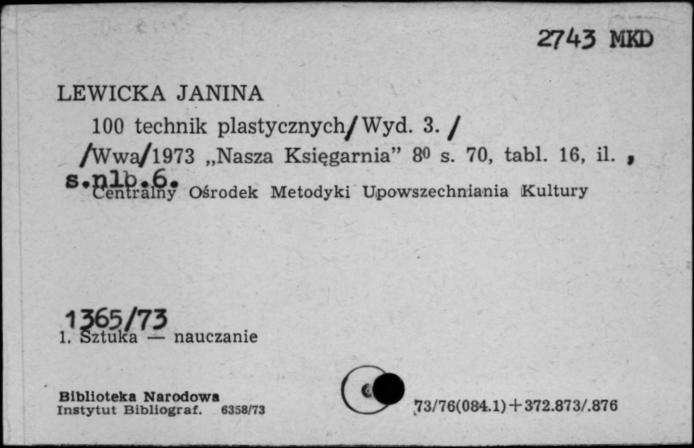 2743 MKD
LEWICKA JANINA
100 technik plastycznych/Wyd. 3. /
/Wwa/1973 „Nasza Księgarnia” 8⁰ s. 70, tabl. 16, il. ,
s.nlb.6.
Centralny Ośrodek Metodyki Upowszechniania Kultury
1365/73
1. Sztuka — nauczanie
Biblioteka Narodowa
Instytut Bibliograf. 6358/73
73/76(084.1)+372.873/.876